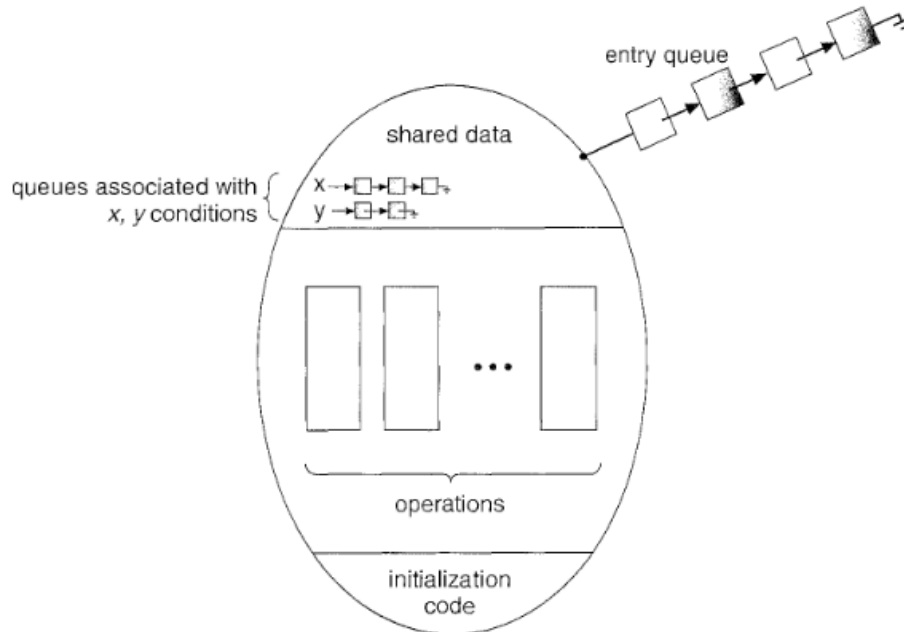 entry queue
shared data
queues associated with
x, y conditions
x
y
operations
initialization
code